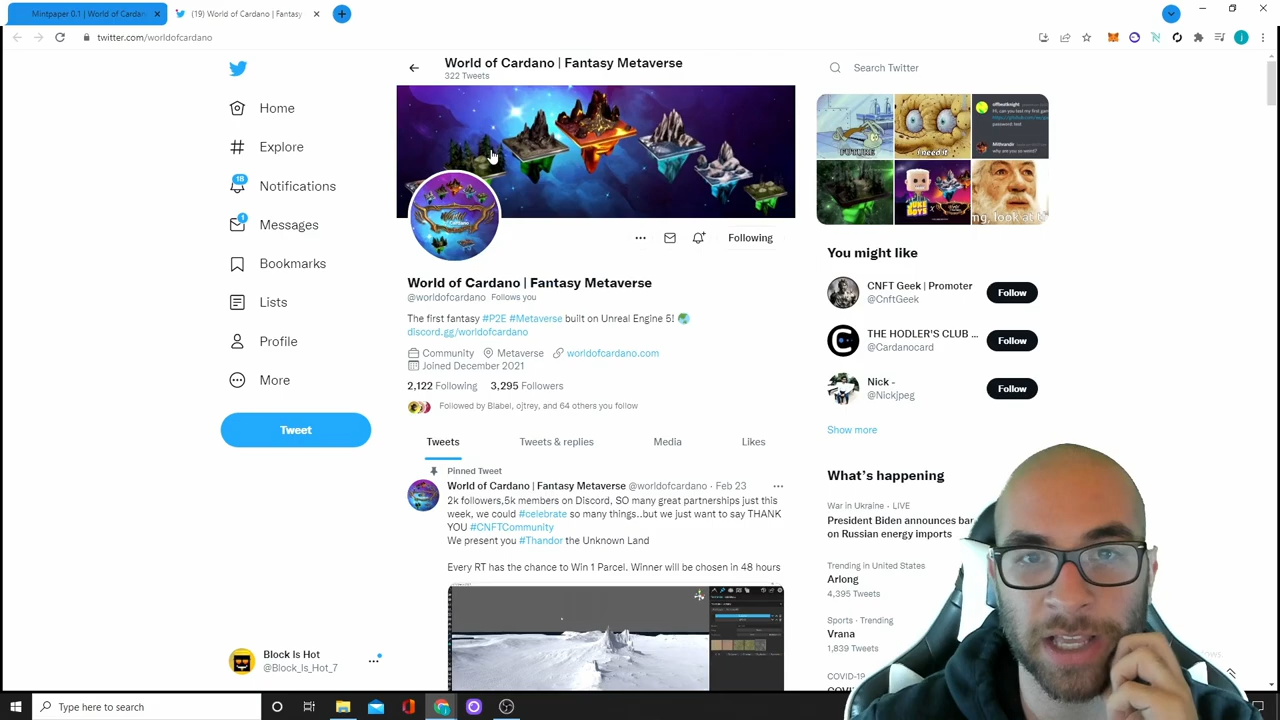 Mintpaper 0.1 | World of Cardan
(19) World of Cardano | Fantasy
twitter.com/worldofcardano
World of Cardano | Fantasy Metaverse
322 Tweets
Search Twitter
Home
Explore
18
Notifications
1
Messages
Bookmarks
Lists
Profile
More
Tweet
Following
World of Cardano | Fantasy Metaverse
@worldofcardano Follows you
The first fantasy #P2E #Metaverse built on Unreal Engine 5!
discord.gg/worldofcardano
Community Metaverse worldofcardano.com
Joined December 2021
2,122 Following 3,295 Followers
Followed by Blabel, ojtrey, and 64 others you follow
Tweets Tweets & replies Media Likes
Pinned Tweet
World of Cardano | Fantasy Metaverse @worldofcardano · Feb 23
2k followers,5k members on Discord, SO many great partnerships just this
week, we could #celebrate so many things..but we just want to say THANK
YOU #CNFTCommunity
We present you #Thandor the Unknown Land
Every RT has the chance to Win 1 Parcel. Winner will be chosen in 48 hours
FUTURE
I need it
ng, look at t
You might like
CNFT Geek | Promoter
@CnftGeek
Follow
THE HODLER'S CLUB ...
@Cardanocard
Follow
Nick -
@Nickjpeg
Follow
Show more
What's happening
War in Ukraine · LIVE
President Biden announces ban
on Russian energy imports
Trending in United States
Arlong
4,395 Tweets
Sports · Trending
Vrana
1,839 Tweets
COVID-19
Block Is Hot
@Block_Is_Hot_7
Type here to search